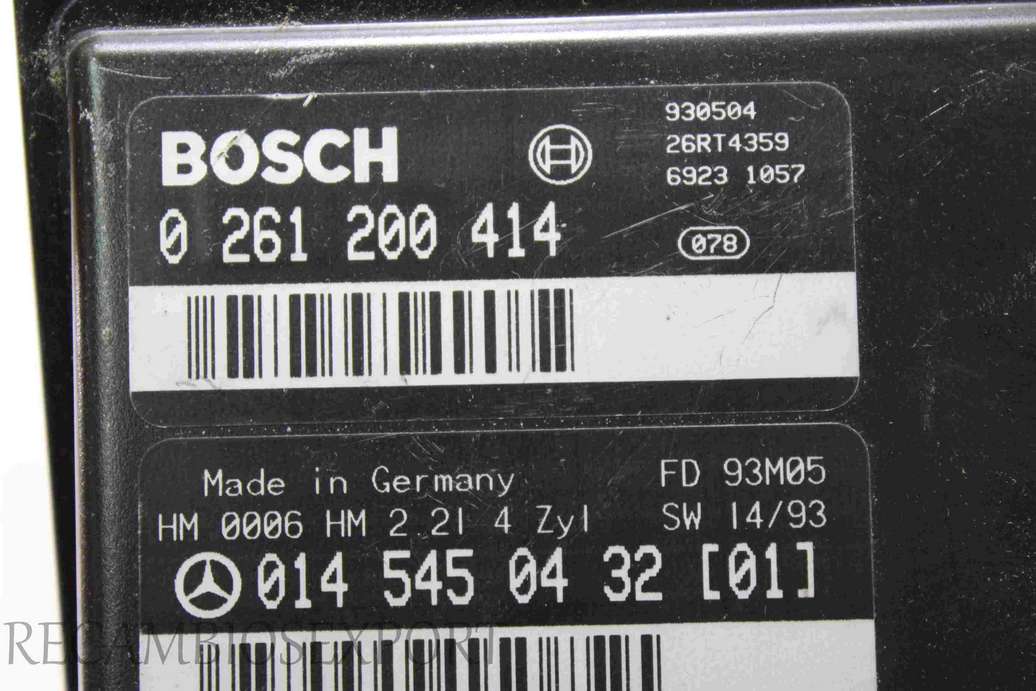 BOSCH
930504
26RT4359
6923 1057
0 261 200 414
078
Made in Germany
FD 93M05
HM 0006 HM 2.2l 4 Zyl
SW 14/93
014 545 04 32 [01]
RECAMBIOSEXPORT